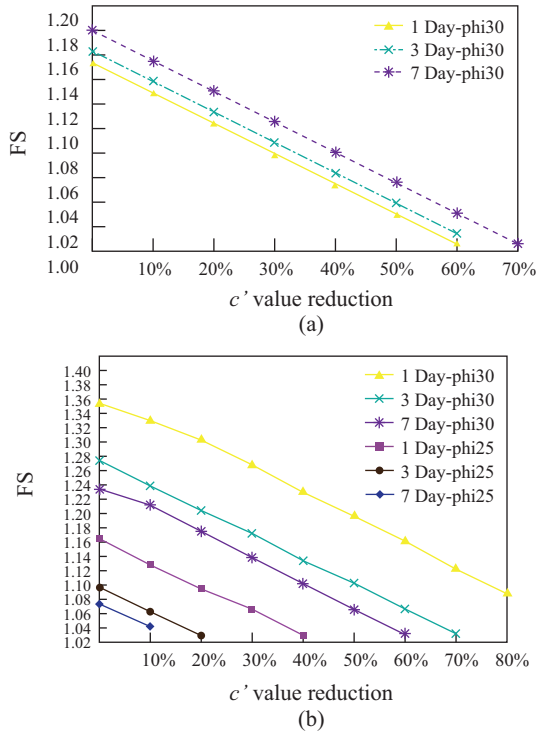 1.20
1.18
1.16
1.14
1.12
1.10
1.08
1.06
1.04
1.02
1.00
FS
1 Day-phi30
3 Day-phi30
7 Day-phi30
10% 20% 30% 40% 50% 60% 70%
c’ value reduction
(a)
1.40
1.38
1.36
1.34
1.32
1.30
1.28
1.26
1.24
1.22
1.20
1.18
1.16
1.14
1.12
1.10
1.08
1.06
1.04
1.02
FS
1 Day-phi30
3 Day-phi30
7 Day-phi30
1 Day-phi25
3 Day-phi25
7 Day-phi25
10% 20% 30% 40% 50% 60% 70% 80%
c’ value reduction
(b)